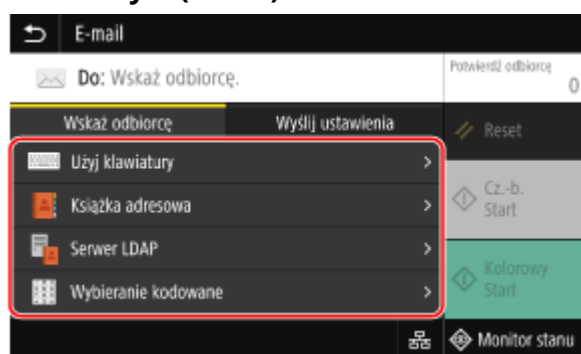 E-mail
Do: Wskaż odbiorcę.
Potwierdź odbiorcę
0
Wskaż odbiorcę
Wyślij ustawienia
Reset
Użyj klawiatury
Książka adresowa
Cz.-b.
Start
Serwer LDAP
Kolorowy
Start
Wybieranie kodowane
Monitor stanu